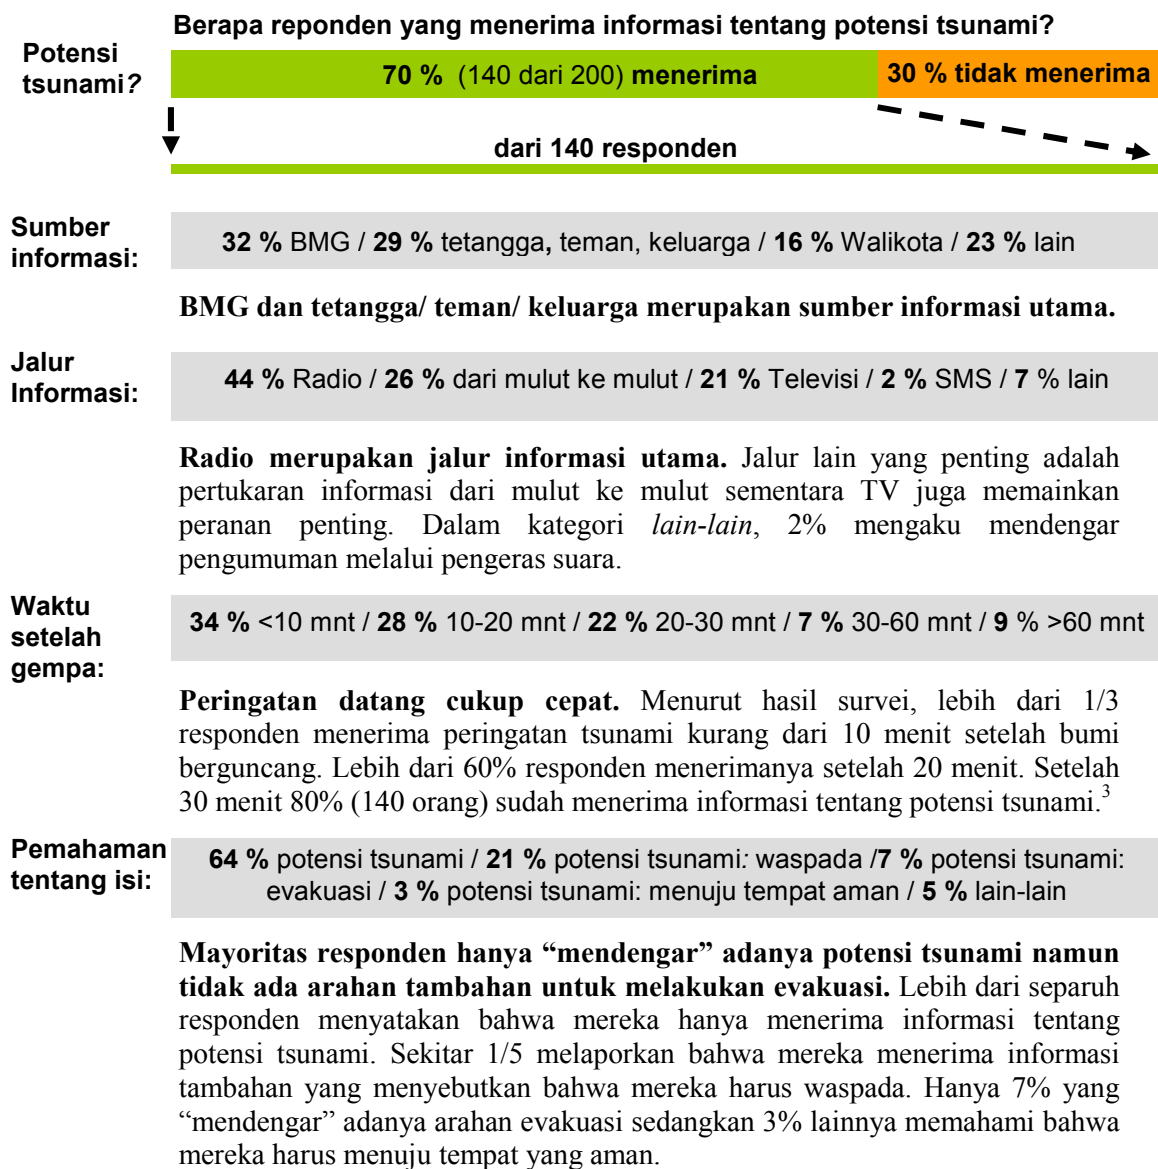 Berapa reponden yang menerima informasi tentang potensi tsunami?
Potensi
tsunami?
70 % (140 dari 200) menerima
30 % tidak menerima
dari 140 responden
Sumber
informasi:
32 % BMG / 29 % tetangga, teman, keluarga / 16 % Walikota / 23 % lain
BMG dan tetangga/ teman/ keluarga merupakan sumber informasi utama.
Jalur
Informasi:
44 % Radio / 26 % dari mulut ke mulut / 21 % Televisi / 2 % SMS / 7 % lain
Radio merupakan jalur informasi utama. Jalur lain yang penting adalah
pertukaran informasi dari mulut ke mulut sementara TV juga memainkan
peranan penting. Dalam kategori lain-lain, 2% mengaku mendengar
pengumuman melalui pengeras suara.
Waktu
setelah
gempa:
34 % <10 mnt / 28 % 10-20 mnt / 22 % 20-30 mnt / 7 % 30-60 mnt / 9 % >60 mnt
Peringatan datang cukup cepat. Menurut hasil survei, lebih dari 1/3
responden menerima peringatan tsunami kurang dari 10 menit setelah bumi
berguncang. Lebih dari 60% responden menerimanya setelah 20 menit. Setelah
30 menit 80% (140 orang) sudah menerima informasi tentang potensi tsunami.3
Pemahaman
tentang isi:
64 % potensi tsunami / 21 % potensi tsunami: waspada /7 % potensi tsunami:
evakuasi / 3 % potensi tsunami: menuju tempat aman / 5 % lain-lain
Mayoritas responden hanya “mendengar” adanya potensi tsunami namun
tidak ada arahan tambahan untuk melakukan evakuasi. Lebih dari separuh
responden menyatakan bahwa mereka hanya menerima informasi tentang
potensi tsunami. Sekitar 1/5 melaporkan bahwa mereka menerima informasi
tambahan yang menyebutkan bahwa mereka harus waspada. Hanya 7% yang
“mendengar” adanya arahan evakuasi sedangkan 3% lainnya memahami bahwa
mereka harus menuju tempat yang aman.